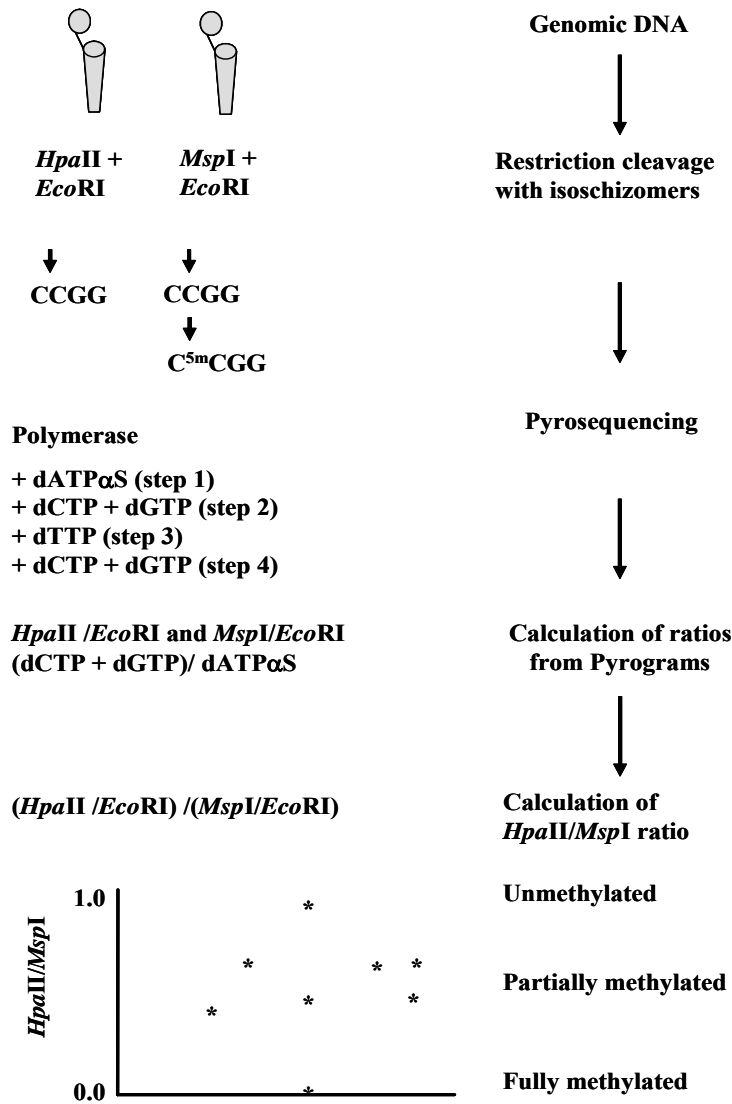 Genomic DNA
HpaII +
EcoRI
MspI +
EcoRI
Restriction cleavage
with isoschizomers
CCGG
CCGG
C5mCGG
Pyrosequencing
Polymerase
+ dATPαS (step 1)
+ dCTP + dGTP (step 2)
+ dTTP (step 3)
+ dCTP + dGTP (step 4)
HpaII /EcoRI and MspI/EcoRI
(dCTP + dGTP)/ dATPαS
Calculation of ratios
from Pyrograms
(HpaII /EcoRI) /(MspI/EcoRI)
Calculation of
HpaII/MspI ratio
1.0
HpaII/MspI
0.0
Unmethylated
Partially methylated
Fully methylated